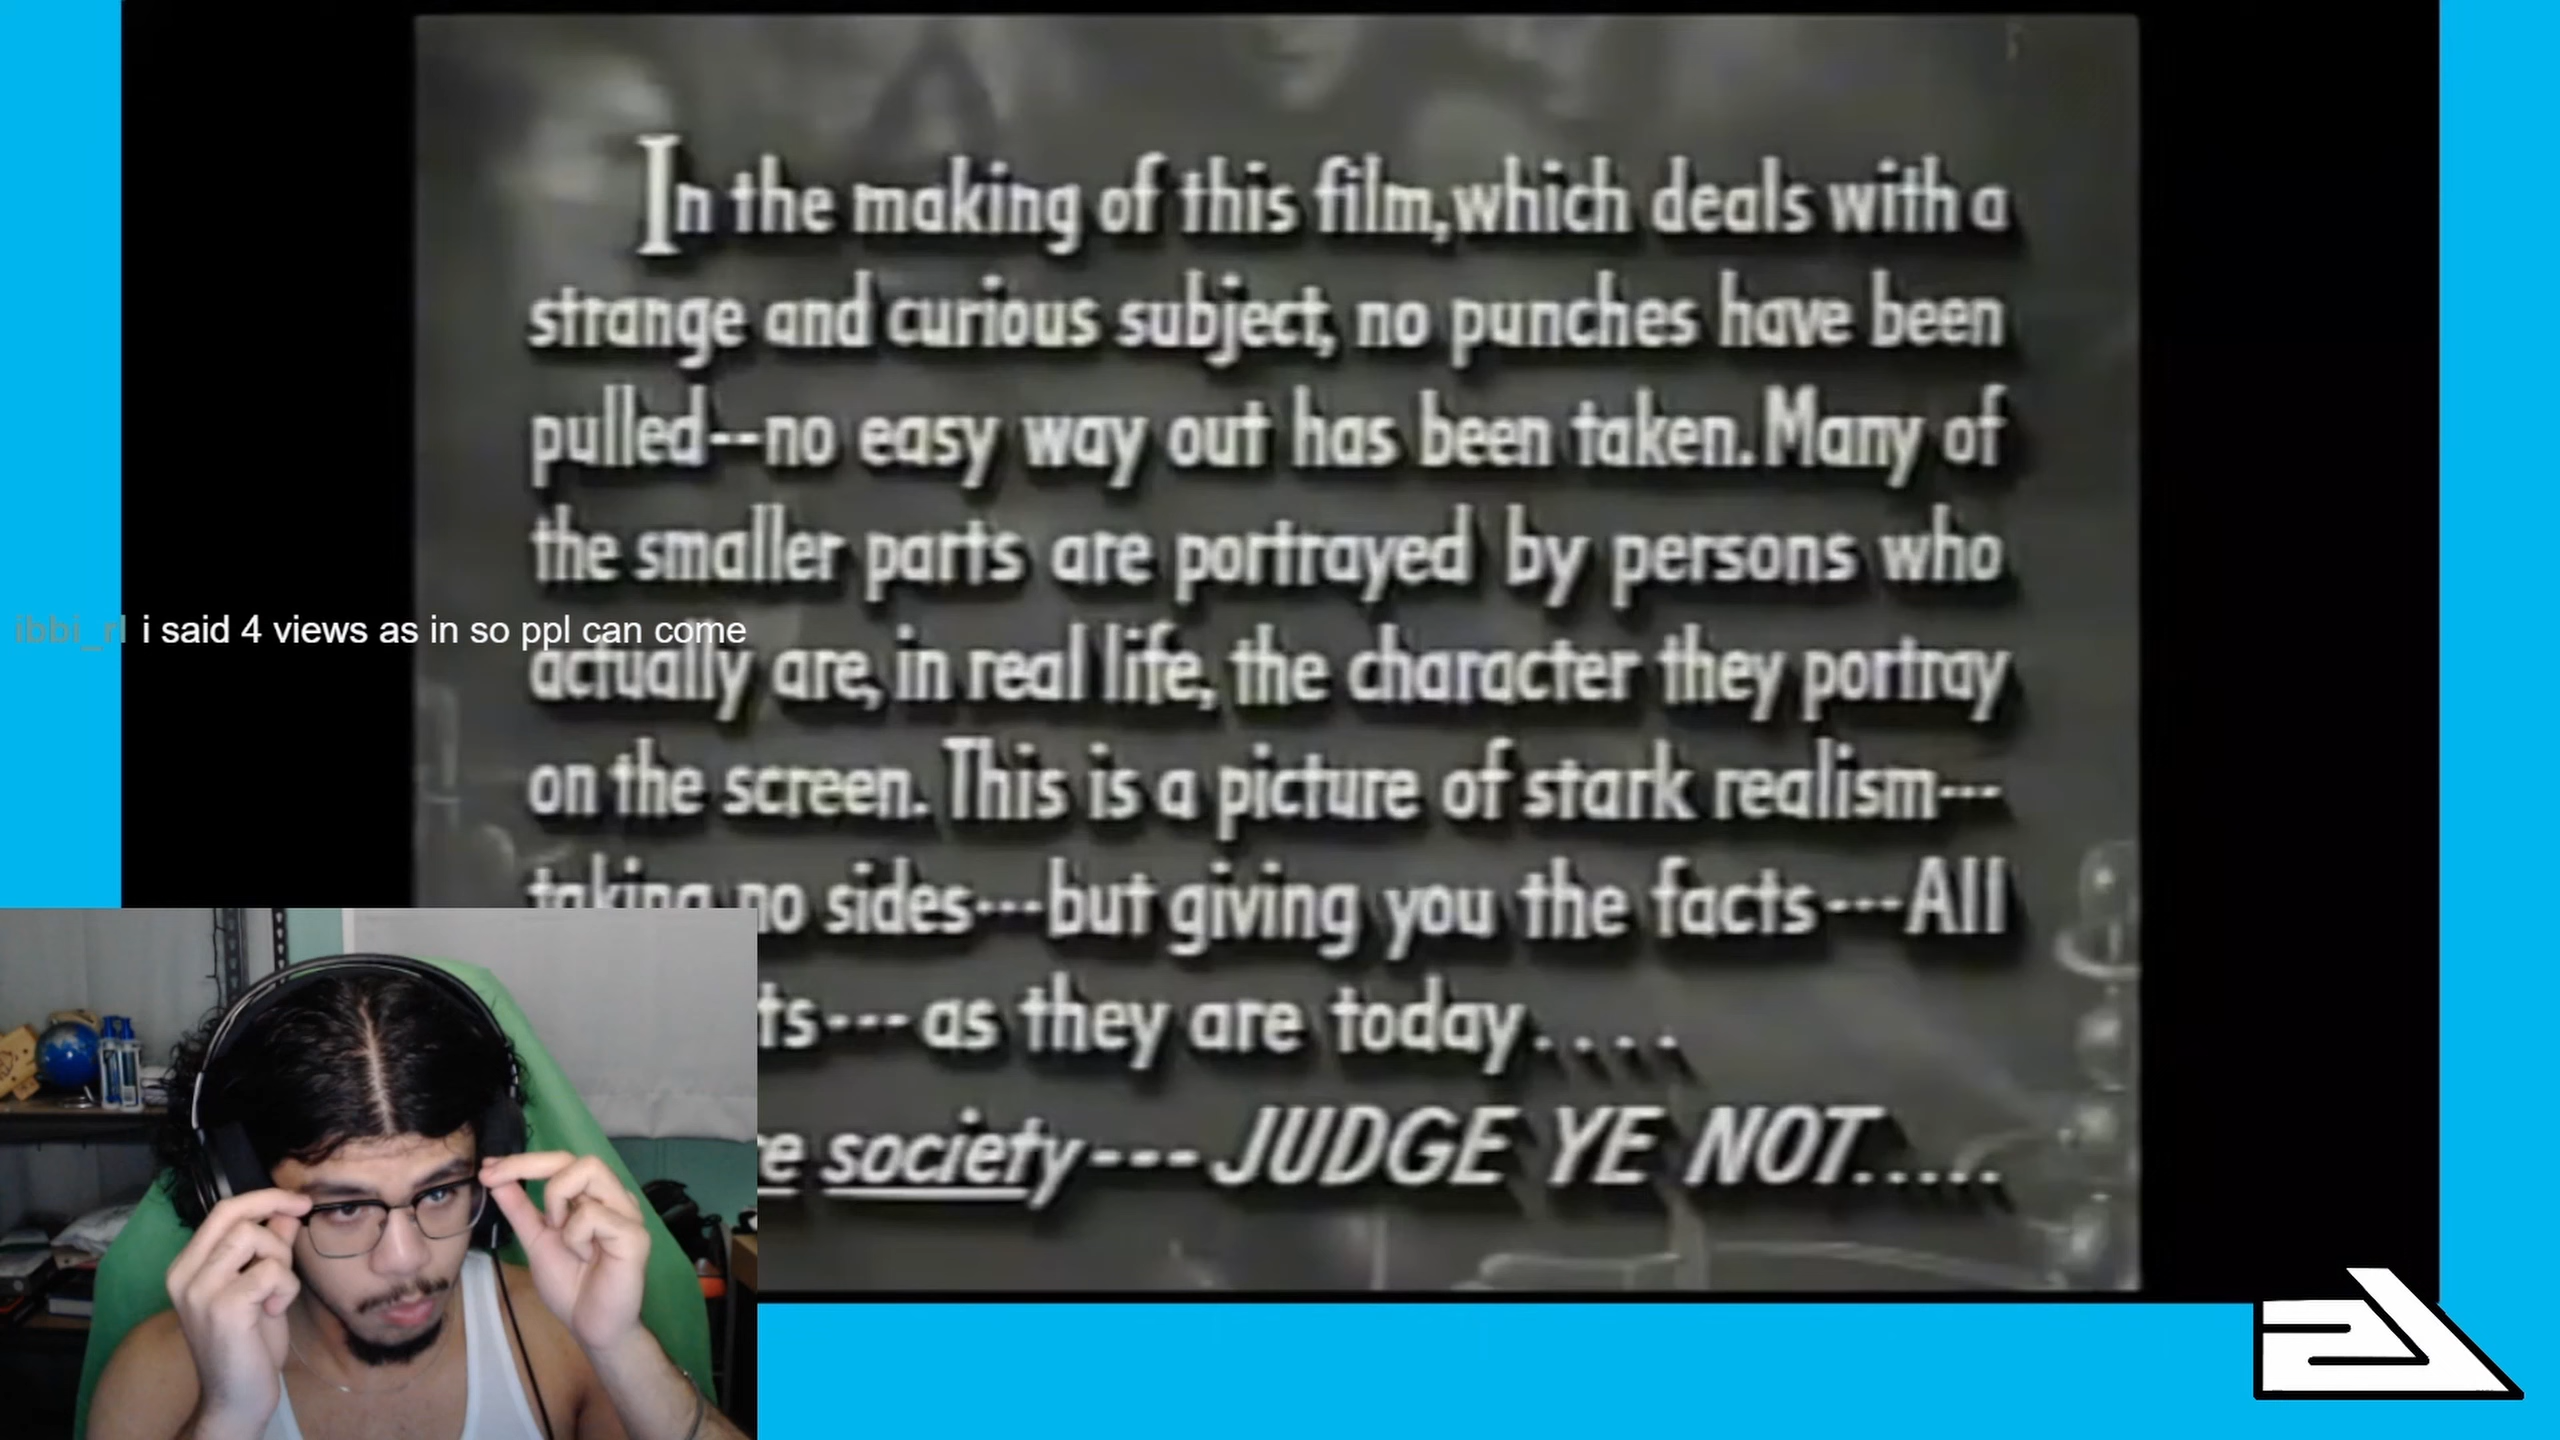 In the making of this film, which deals with a
strange and curious subject, no punches have been
pulled--no easy way out has been taken. Many of
the smaller parts are portrayed by persons who
ibbi_rl i said 4 views as in so ppl can come
actually are, in real life, the character they portray
on the screen. This is a picture of stark realism---
taking no sides---but giving you the facts---All
ts---as they are today....
society---JUDGE YE NOT.....